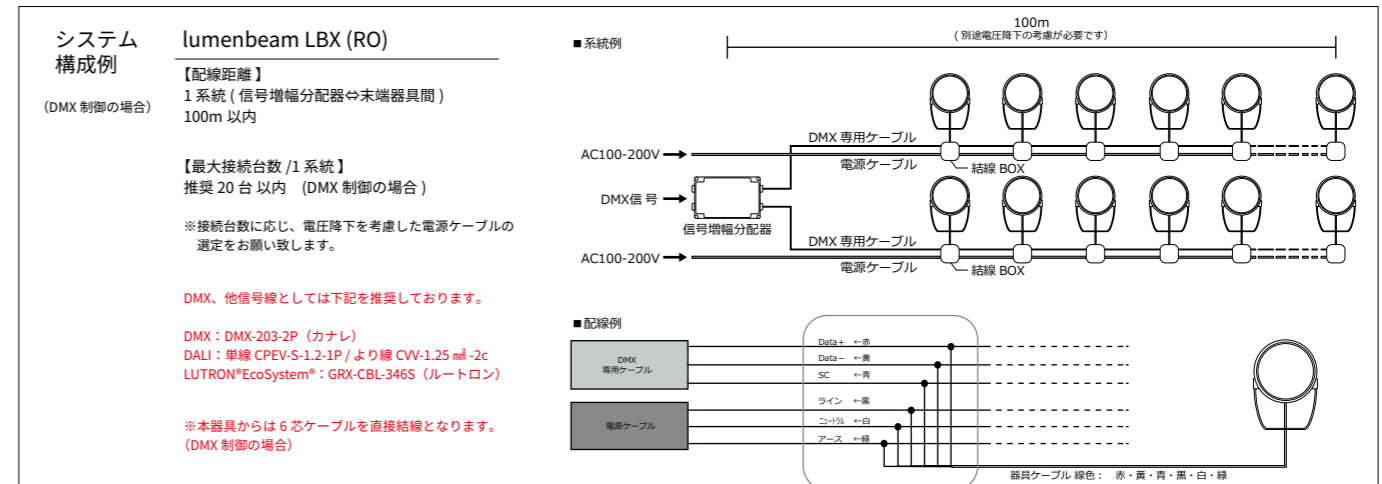 システム
構成例
（DMX 制御の場合）
lumenbeam LBX (RO)
【配線距離】
1 系統 ( 信号増幅分配器⇔末端器具間 )
100m 以内
【最大接続台数 /1 系統】
推奨 20 台 以内　(DMX 制御の場合 )
※接続台数に応じ、電圧降下を考慮した電源ケーブルの
選定をお願い致します。
DMX、他信号線としては下記を推奨しております。
DMX：DMX-203-2P（カナレ）
DALI：単線 CPEV-S-1.2-1P / より線 CVV-1.25 ㎟ -2c
LUTRON®EcoSystem®：GRX-CBL-346S（ルートロン）
※本器具からは 6 芯ケーブルを直接結線となります。
（DMX 制御の場合）
■系統例
100m
( 別途電圧降下の考慮が必要です)
DMX 専用ケーブル
AC100-200V
電源ケーブル
結線 BOX
DMX信 号
信号増幅分配器
DMX 専用ケーブル
AC100-200V
電源ケーブル
結線 BOX
■配線例
DMX
専用ケーブル
Data+ ←赤
Data− ←黄
SC ←青
電源ケーブル
ライン ←黒
ﾆｭｰﾄﾗﾙ ←白
アース ←緑
器具ケーブル 線色： 赤・黄・青・黒・白・緑